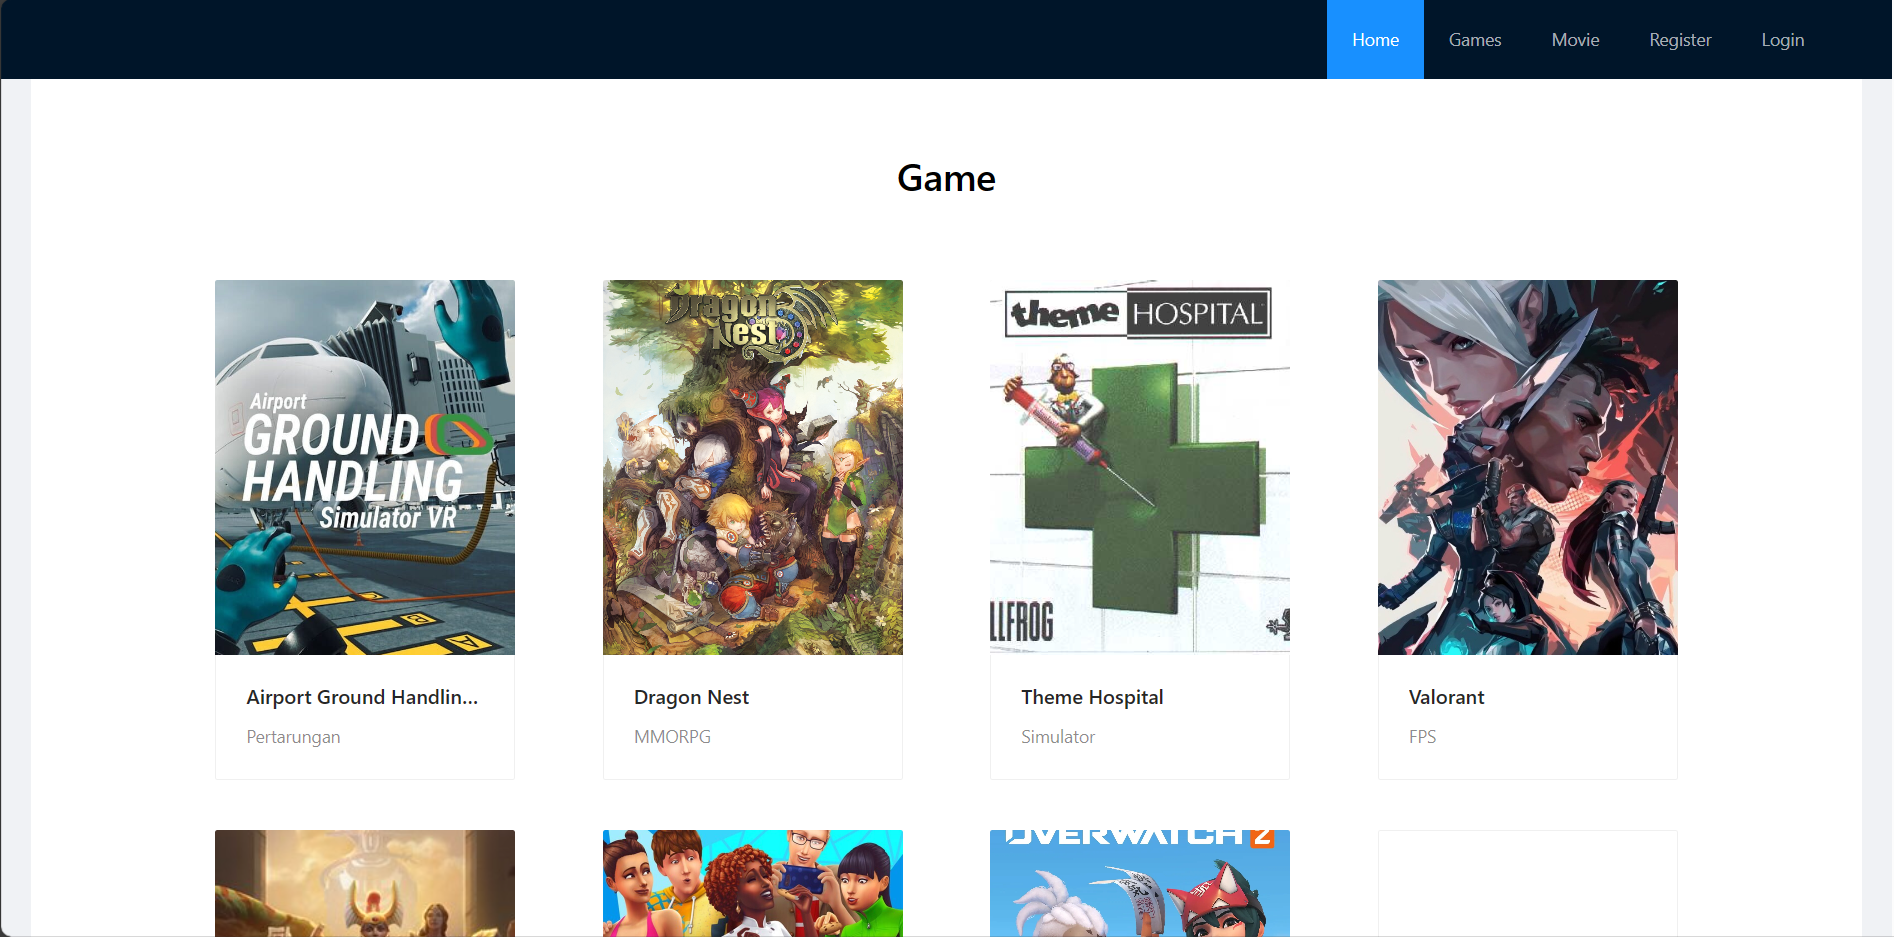 Home Games Movie Register Login
Game
Airport
GROUND
HANDLING
Simulator VR
Dragon
Nest
theme HOSPITAL
LLFROG
B
A
Airport Ground Handlin...
Pertarungan
Dragon Nest
MMORPG
Theme Hospital
Simulator
Valorant
FPS
OVERWATCH 2